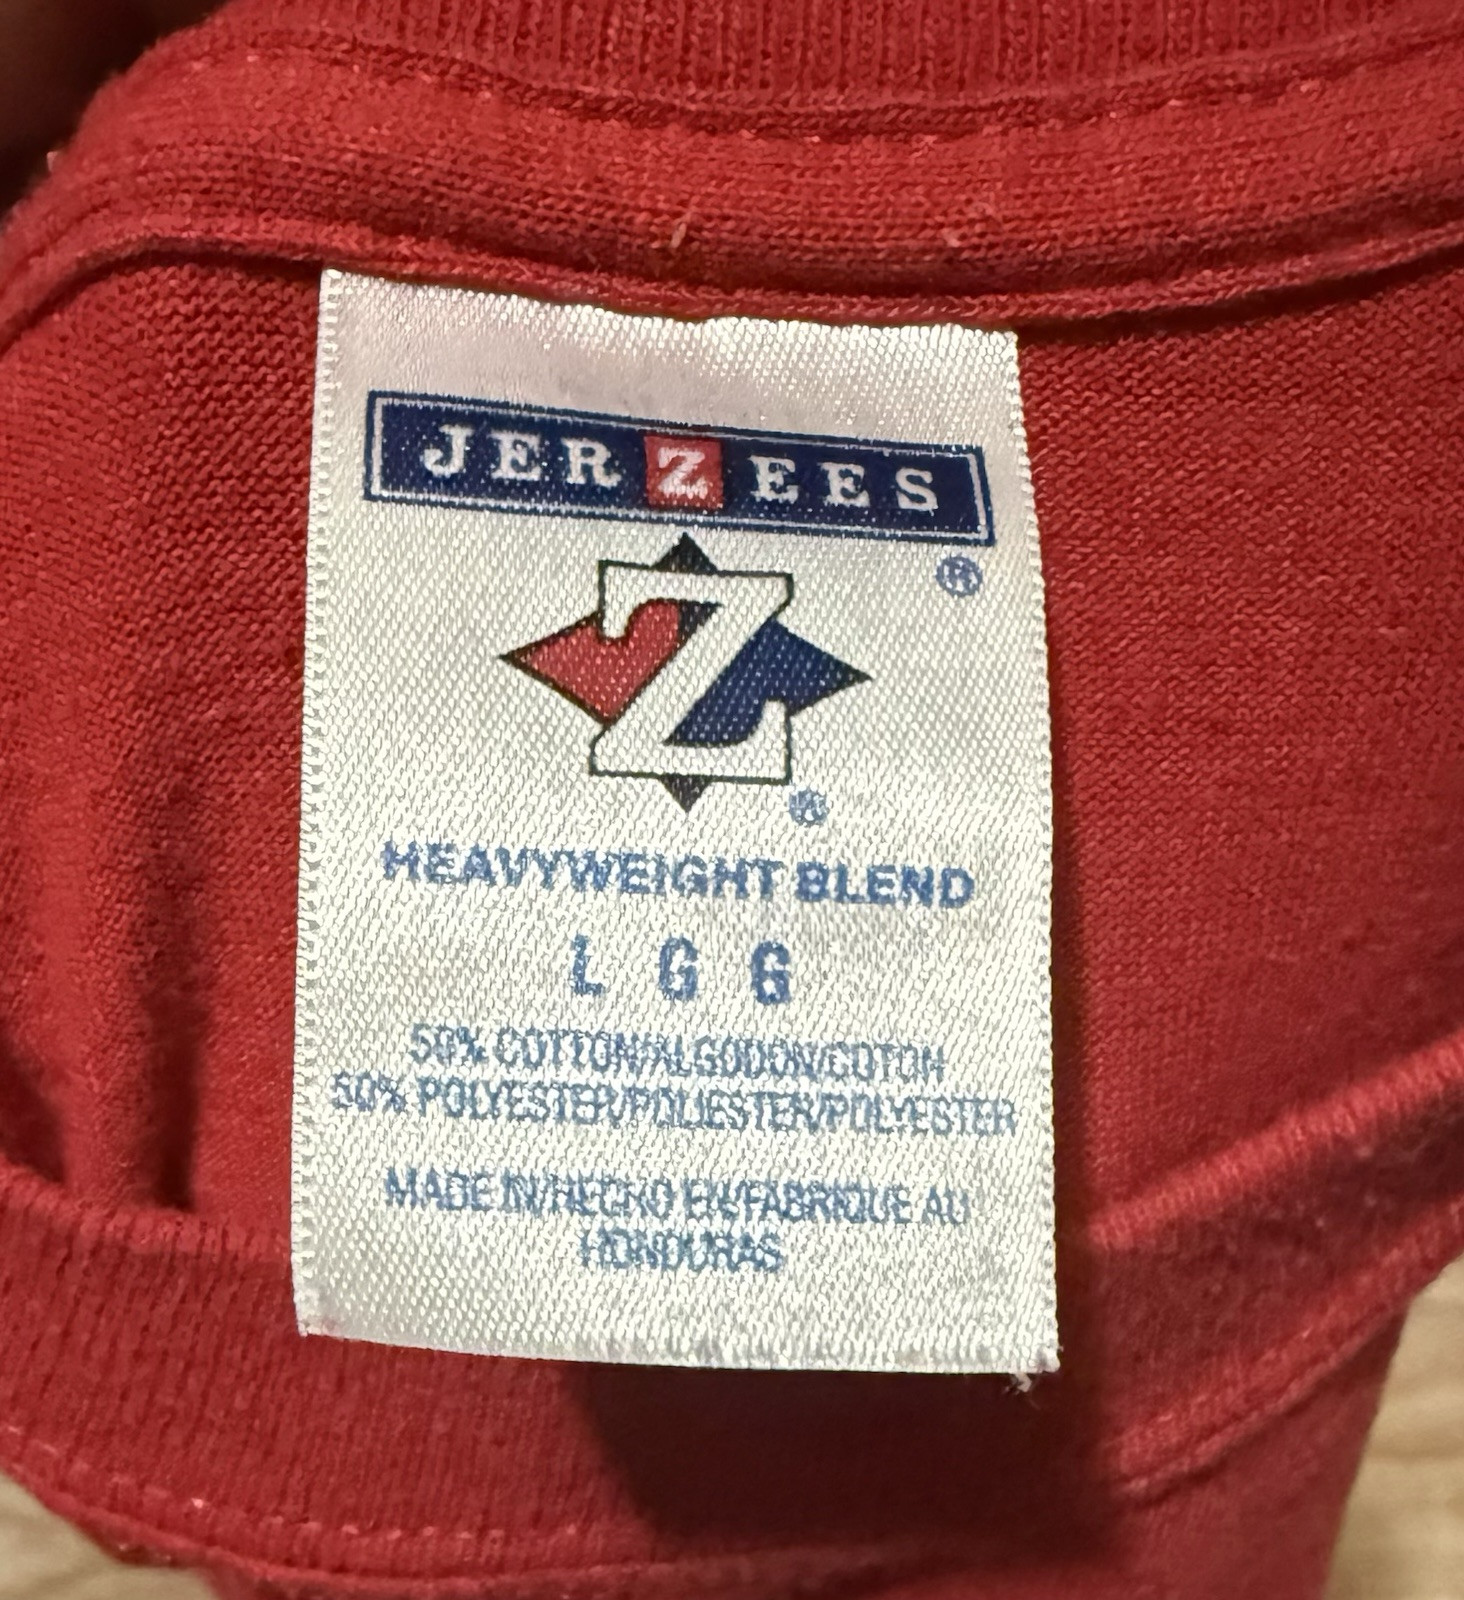 JERZEES
®
Z
®
HEAVYWEIGHT BLEND
L G G
50% COTTON/ALGODON/COTON
50% POLYESTER/POLIESTER/POLYESTER
MADE IN/HECHO EN/FABRIQUE AU
HONDURAS